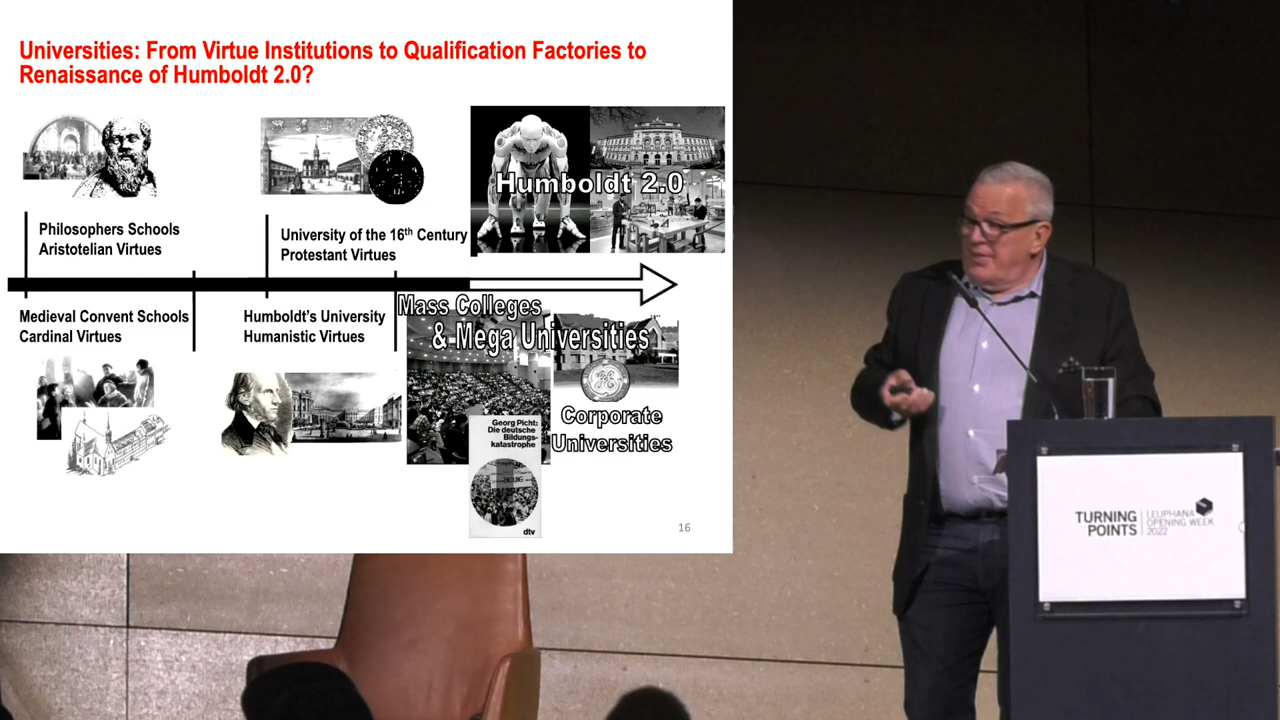 Universities: From Virtue Institutions to Qualification Factories to
Renaissance of Humboldt 2.0?
Humboldt 2.0
Philosophers Schools
Aristotelian Virtues
University of the 16th Century
Protestant Virtues
Medieval Convent Schools
Cardinal Virtues
Humboldt's University
Humanistic Virtues
Mass Colleges
& Mega Universities
GE
Corporate
Universities
Georg Picht:
Die deutsche
Bildungs-
katastrophe
BILDUNG
dtv
16
TURNING
POINTS
LEUPHANA
OPENING WEEK
2022